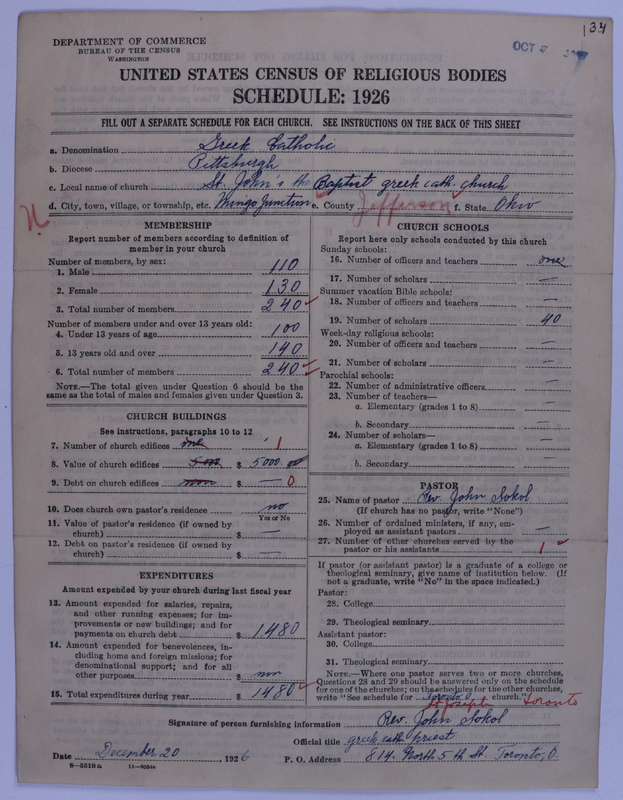 134
DEPARTMENT OF COMMERCE
BUREAU OF THE CENSUS
WASHINGTON
OCT
UNITED STATES CENSUS OF RELIGIOUS BODIES
SCHEDULE: 1926
FILL OUT A SEPARATE SCHEDULE FOR EACH CHURCH. SEE INSTRUCTIONS ON THE BACK OF THIS SHEET
a. Denomination Greek Catholic
b. Diocese Pittsburgh
c. Local name of church St. John's the Baptist greek cath. church
d. City, town, village, or township, etc. Mingo Junction e. County Jefferson f. State Ohio
MEMBERSHIP
Report number of members according to definition of member in your church
Number of members, by sex:
1. Male 110
2. Female 130
3. Total number of members 240
Number of members under and over 13 years old:
4. Under 13 years of age 100
5. 13 years old and over 140
6. Total number of members 240
NOTE.—The total given under Question 6 should be the same as the total of males and females given under Question 3.
CHURCH BUILDINGS
See instructions, paragraphs 10 to 12
7. Number of church edifices one 1
8. Value of church edifices 5000 $ 5000 00
9. Debt on church edifices non $ — 0
10. Does church own pastor's residence no
Yes or No
11. Value of pastor's residence (if owned by church) $ —
12. Debt on pastor's residence (if owned by church) $ —
EXPENDITURES
Amount expended by your church during last fiscal year
13. Amount expended for salaries, repairs, and other running expenses; for improvements or new buildings; and for payments on church debt $ 1480
14. Amount expended for benevolences, including home and foreign missions; for denominational support; and for all other purposes $ non
15. Total expenditures during year $ 1480
CHURCH SCHOOLS
Report here only schools conducted by this church
Sunday schools:
16. Number of officers and teachers one
17. Number of scholars —
Summer vacation Bible schools:
18. Number of officers and teachers —
19. Number of scholars 40
Week-day religious schools:
20. Number of officers and teachers —
21. Number of scholars —
Parochial schools:
22. Number of administrative officers —
23. Number of teachers—
a. Elementary (grades 1 to 8) —
b. Secondary —
24. Number of scholars—
a. Elementary (grades 1 to 8) —
b. Secondary —
PASTOR
25. Name of pastor Rev. John Sokol
(If church has no pastor, write "None")
26. Number of ordained ministers, if any, employed as assistant pastors —
27. Number of other churches served by the pastor or his assistants 1
If pastor (or assistant pastor) is a graduate of a college or theological seminary, give name of institution below. (If not a graduate, write "No" in the space indicated.)
Pastor:
28. College
29. Theological seminary
Assistant pastor:
30. College
31. Theological seminary
NOTE.—Where one pastor serves two or more churches, Questions 28 and 29 should be answered only on the schedule for one of the churches; on the schedules for the other churches, write "See schedule for Toronto O. church."
St Joseph Toronto
Signature of person furnishing information Rev. John Sokol
Official title greek cath. priest
Date December 20, 1926 P. O. Address 814 North 5th St. Toronto, O.